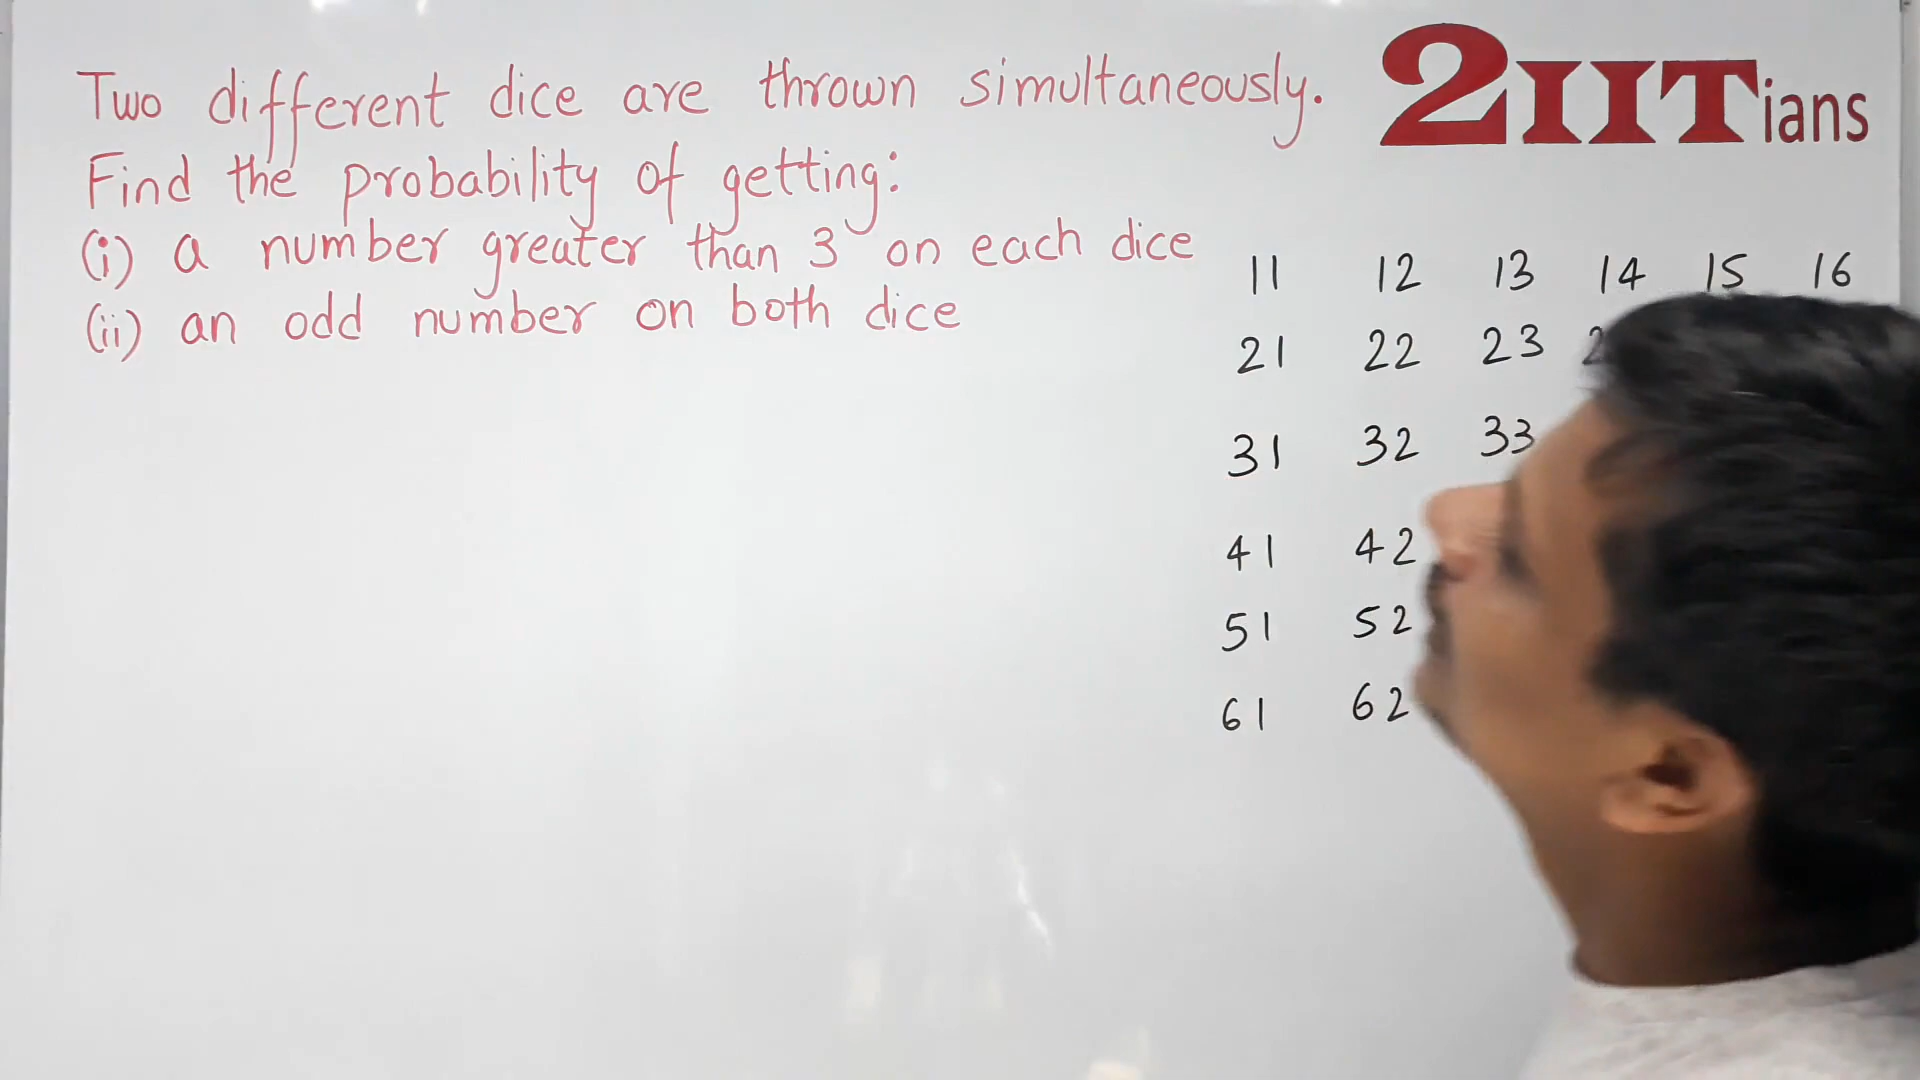 Two different dice are thrown simultaneously.
2IITians
Find the probability of getting:
(i) a number greater than 3 on each dice
(ii) an odd number on both dice
11 12 13 14 15 16
21 22 23
31 32 33
41 42
51 52
61 62